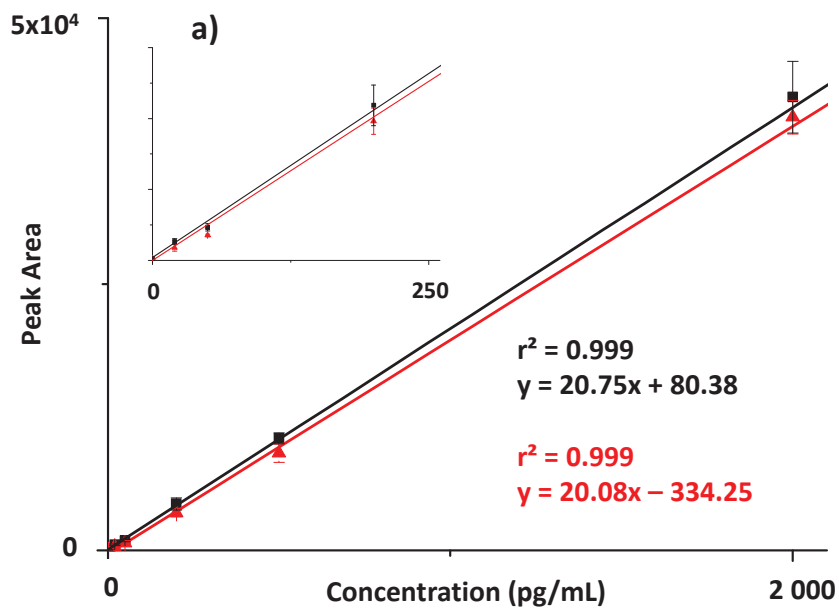 5x10⁴
a)
0
250
Peak Area
r² = 0.999
y = 20.75x + 80.38
r² = 0.999
y = 20.08x – 334.25
0
0
Concentration (pg/mL)
2 000